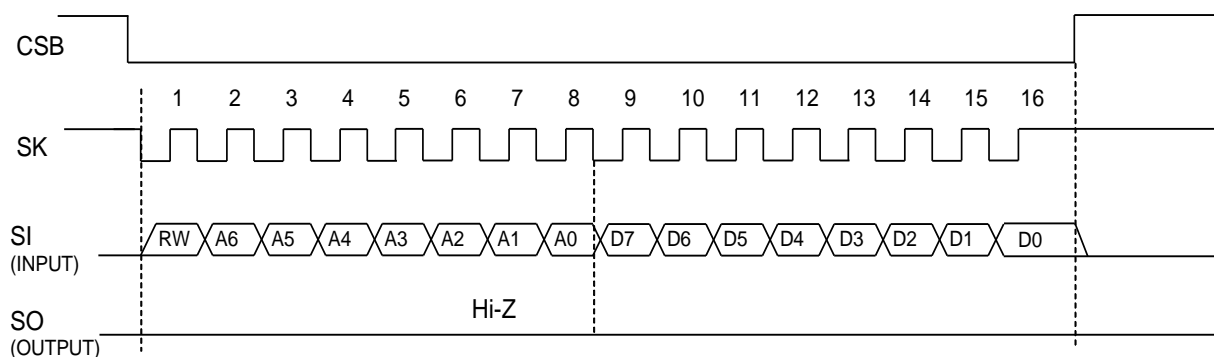 CSB
1 2 3 4 5 6 7 8 9 10 11 12 13 14 15 16
SK
SI
(INPUT)
RW A6 A5 A4 A3 A2 A1 A0 D7 D6 D5 D4 D3 D2 D1 D0
Hi-Z
SO
(OUTPUT)